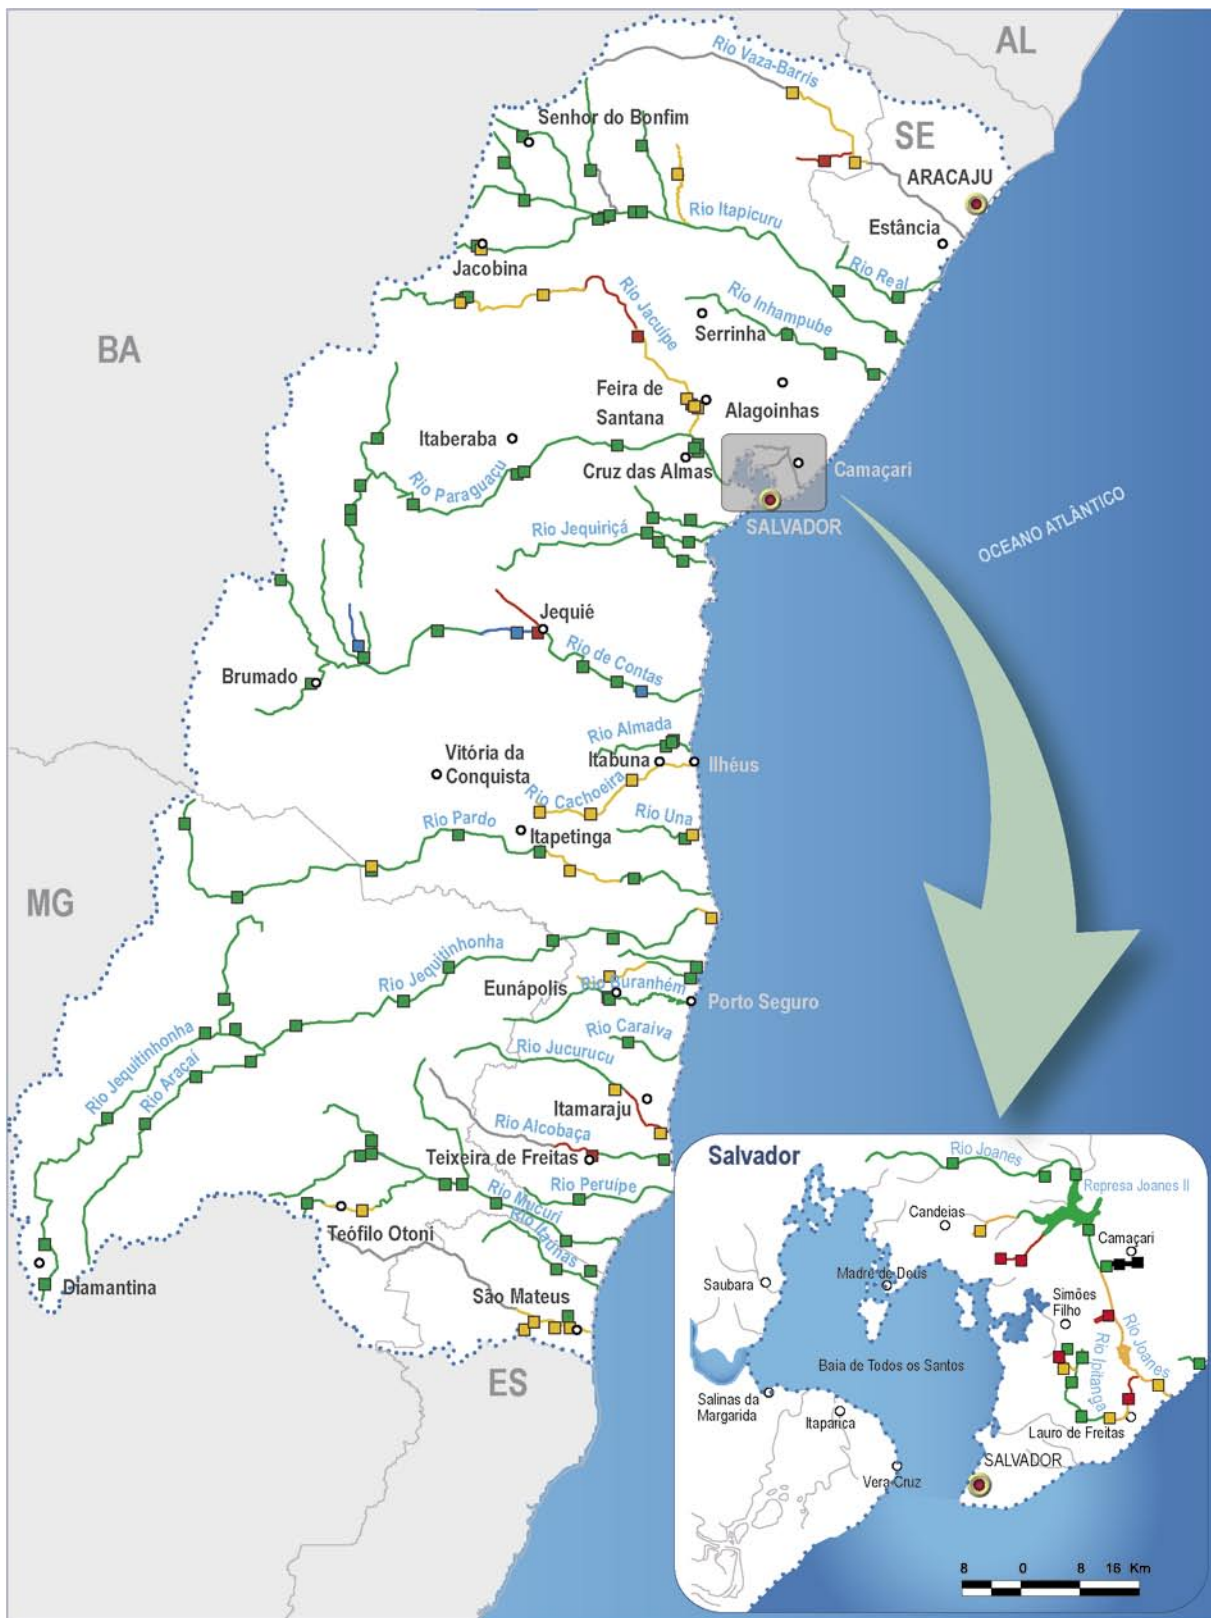 AL
Rio Vaza-Barris
Senhor do Bonfim
SE
ARACAJU
Rio Itapicuru
Estância
Jacobina
Rio Real
Rio Jacuípe
Rio Inhampube
Serrinha
BA
Feira de
Santana
Alagoinhas
Itaberaba
Cruz das Almas
Camaçari
Rio Paraguaçu
SALVADOR
Rio Jequiriçá
OCEANO ATLÂNTICO
Jequié
Rio de Contas
Brumado
Rio Almada
Vitória da
Conquista
Itabuna
Ilhéus
Rio Cachoeira
Rio Pardo
Rio Una
Itapetinga
MG
Rio Jequitinhonha
Eunápolis
Rio Buranhém
Porto Seguro
Rio Caraiva
Rio Jequitinhonha
Rio Araçaí
Rio Jucurucu
Itamaraju
Rio Alcobaça
Teixeira de Freitas
Rio Peruípe
Rio Mucuri
Teófilo Otoni
Rio Itaúnas
Diamantina
São Mateus
ES
Salvador
Rio Joanes
Represa Joanes II
Candeias
Camaçari
Saubara
Madre de Deus
Simões
Filho
Rio Joanes
Baia de Todos os Santos
Rio Ipitanga
Salinas da
Margarida
Itaparica
Lauro de Freitas
SALVADOR
Vera Cruz
8 0 8 16 Km